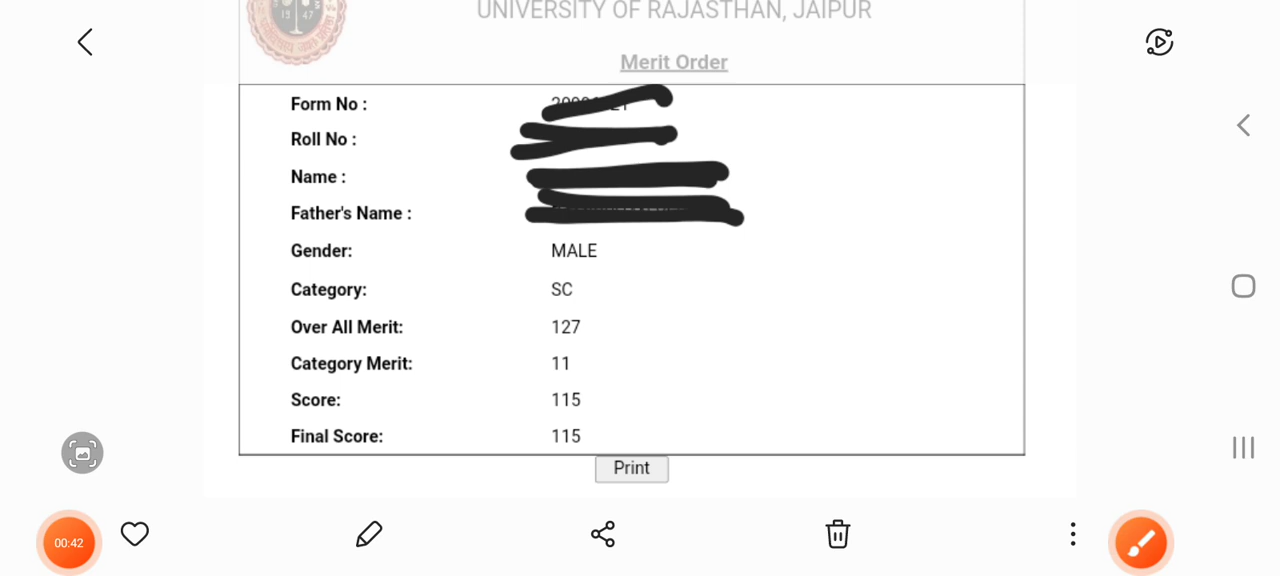 UNIVERSITY OF RAJASTHAN, JAIPUR
Merit Order
Form No :
Roll No :
Name :
Father's Name :
Gender: MALE
Category: SC
Over All Merit: 127
Category Merit: 11
Score: 115
Final Score: 115
Print
00:42